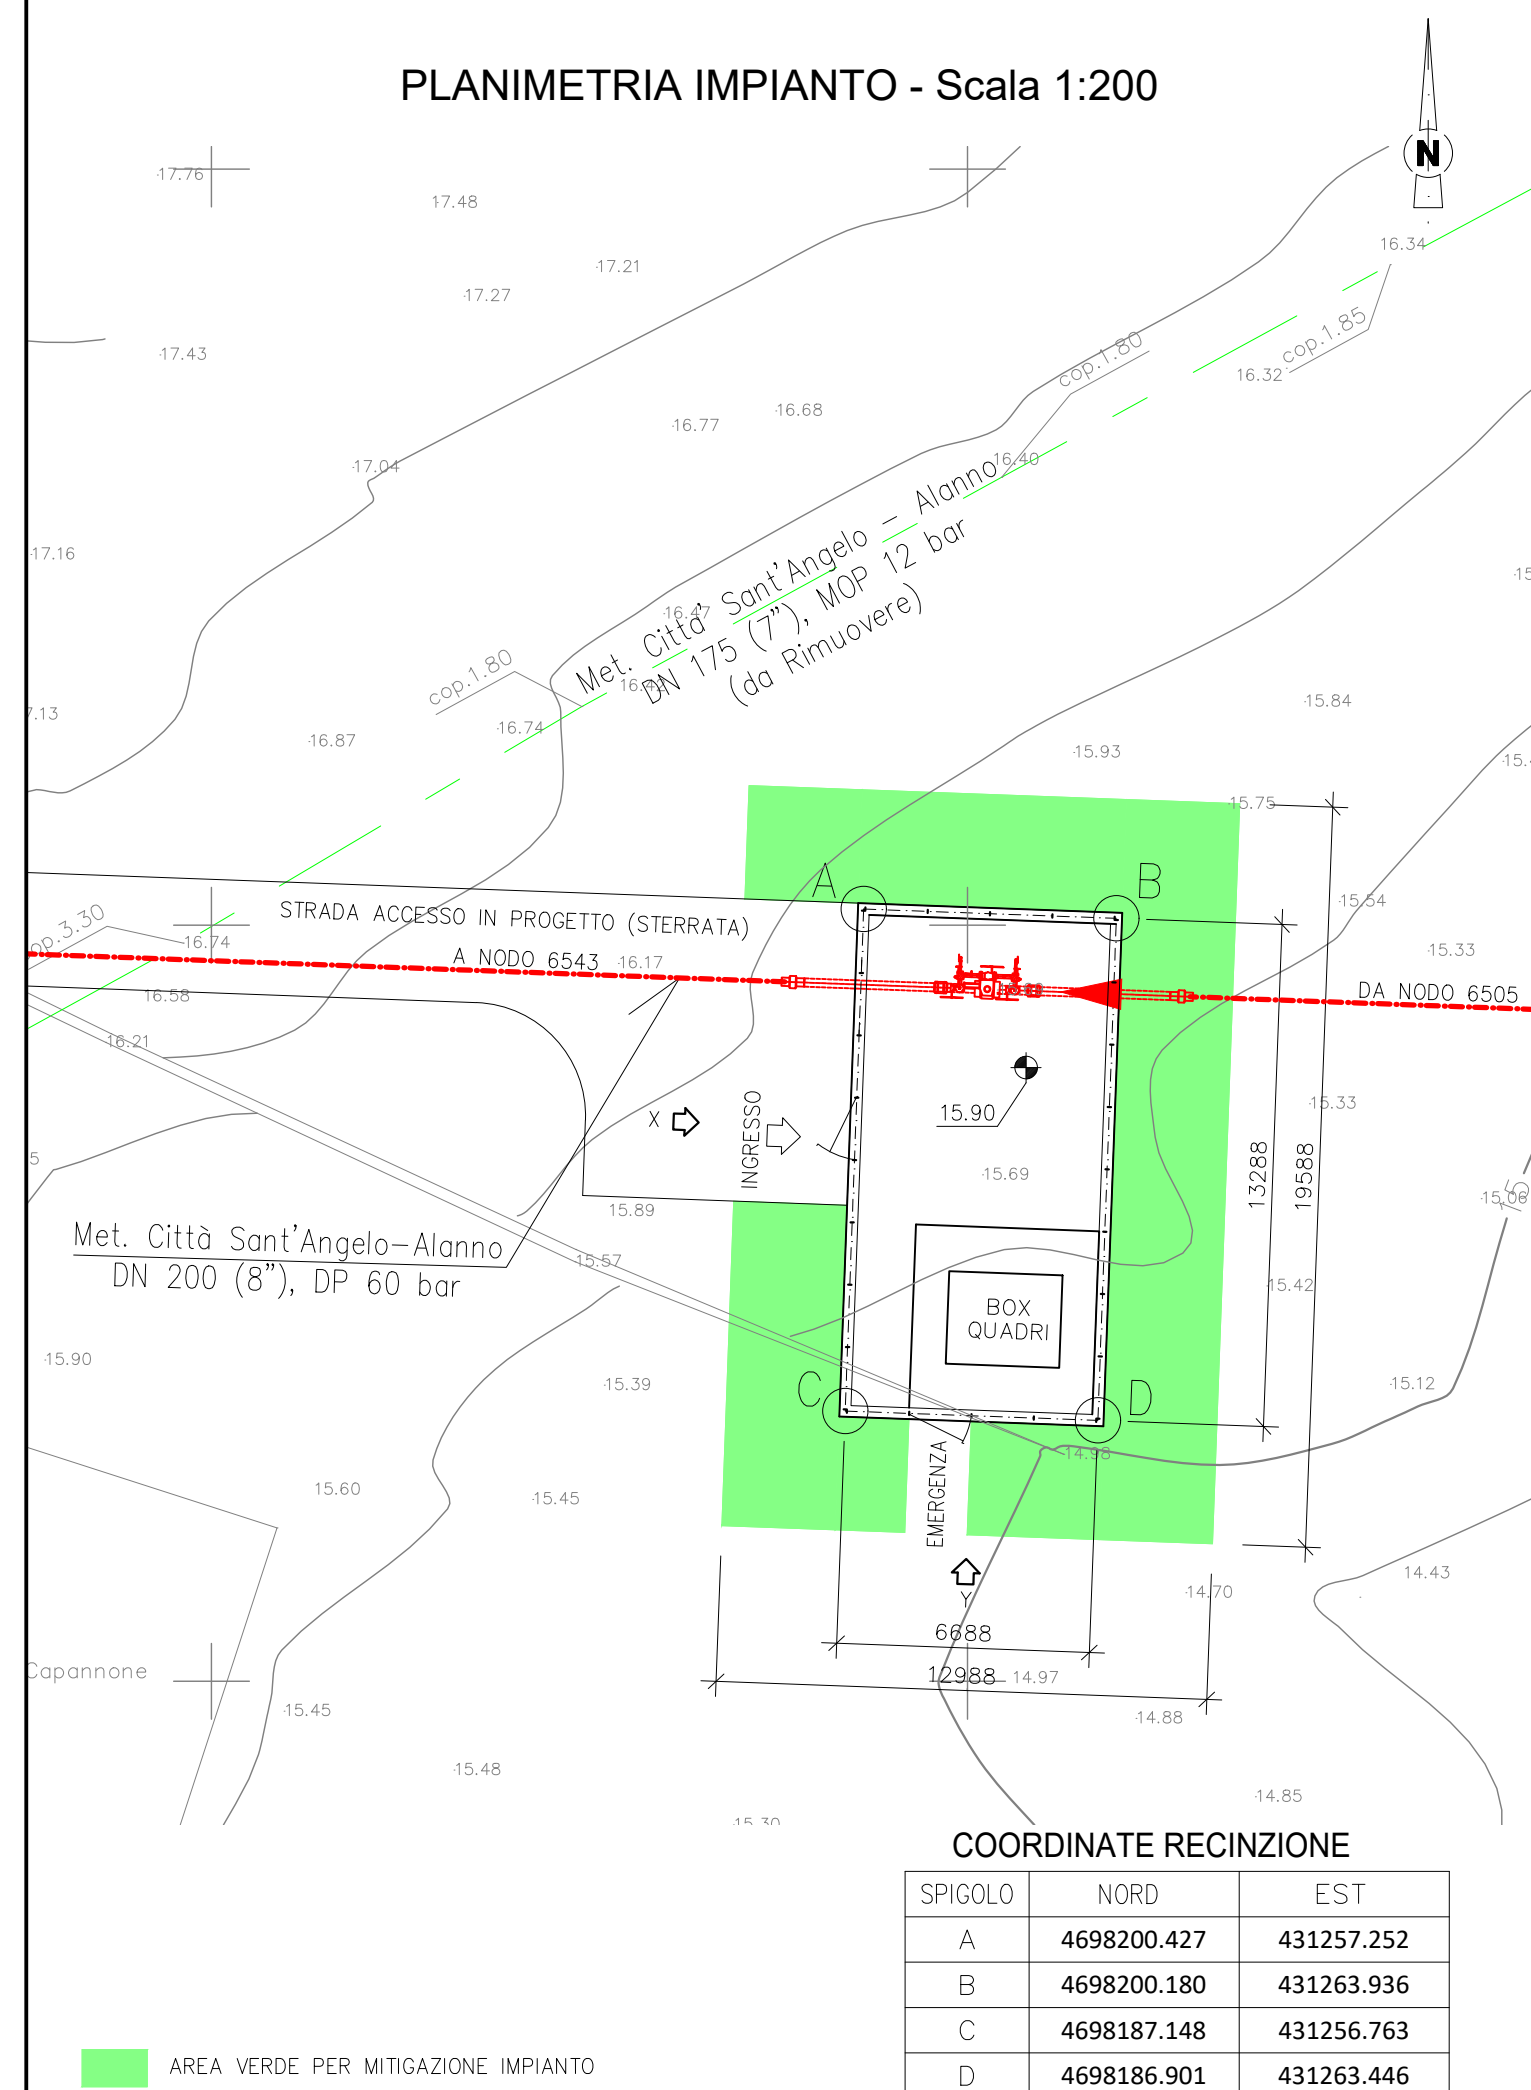 PLANIMETRIA IMPIANTO - Scala 1:200
N
17.76
17.48
17.21
17.27
17.43
16.34
cop.1.85
cop.1.80
16.32
16.77
16.68
17.04
16.40
17.16
Met. Città' Sant'Angelo – Alanno
DN 175 (7"), MOP 12 bar
(da Rimuovere)
16.47
16.42
cop.1.80
16.74
16.87
15.84
15.93
15.75
A
B
15.54
15.33
STRADA ACCESSO IN PROGETTO (STERRATA)
A NODO 6543
16.17
16.74
16.58
16.21
DA NODO 6505
X
INGRESSO
15.90
15.69
15.33
13288
19588
15.06
15
15.89
Met. Città Sant'Angelo–Alanno
DN 200 (8"), DP 60 bar
15.57
15.42
BOX
QUADRI
15.90
15.39
C
D
15.12
14.98
EMERGENZA
15.60
15.45
14.43
14.70
Y
6688
12988
14.97
Capannone
15.45
14.88
15.48
14.85
15.30
COORDINATE RECINZIONE
SPIGOLO NORD EST
A 4698200.427 431257.252
B 4698200.180 431263.936
C 4698187.148 431256.763
D 4698186.901 431263.446
AREA VERDE PER MITIGAZIONE IMPIANTO